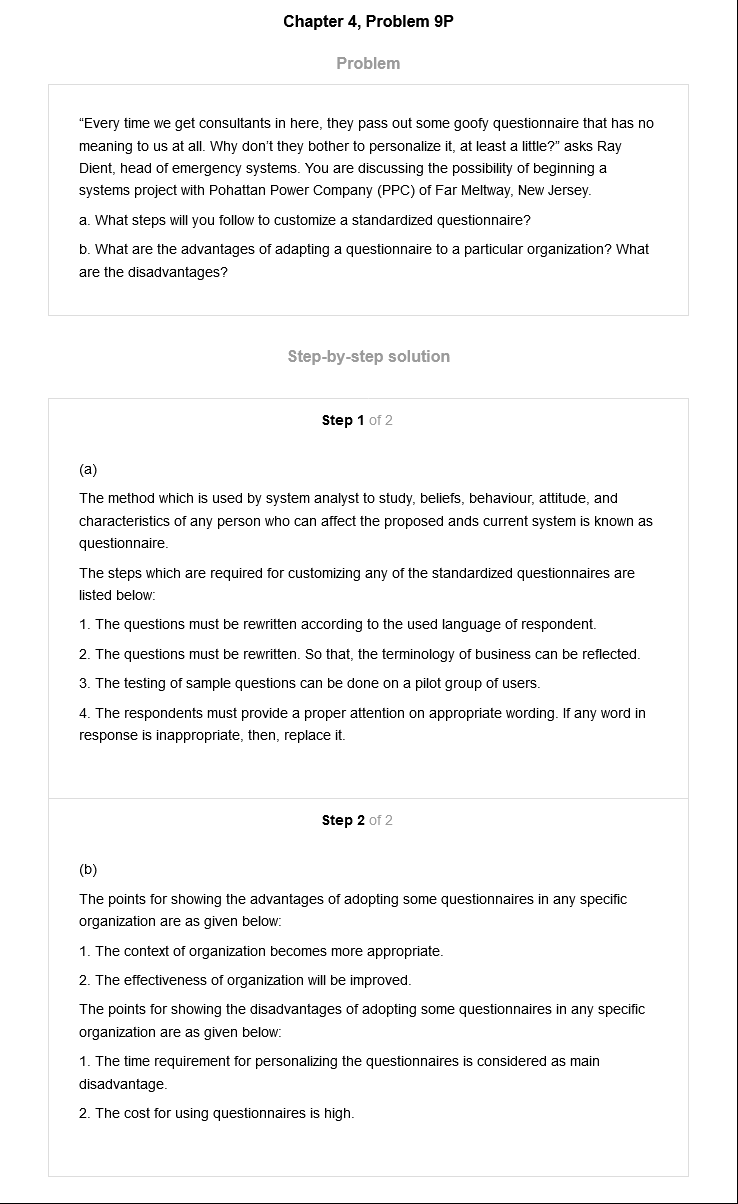 Chapter 4, Problem 9P
Problem
“Every time we get consultants in here, they pass out some goofy questionnaire that has no
meaning to us at all. Why don’t they bother to personalize it, at least a little?” asks Ray
Dient, head of emergency systems. You are discussing the possibility of beginning a
systems project with Pohattan Power Company (PPC) of Far Meltway, New Jersey.
a. What steps will you follow to customize a standardized questionnaire?
b. What are the advantages of adapting a questionnaire to a particular organization? What
are the disadvantages?
Step-by-step solution
Step 1 of 2
(a)
The method which is used by system analyst to study, beliefs, behaviour, attitude, and
characteristics of any person who can affect the proposed ands current system is known as
questionnaire.
The steps which are required for customizing any of the standardized questionnaires are
listed below:
1. The questions must be rewritten according to the used language of respondent.
2. The questions must be rewritten. So that, the terminology of business can be reflected.
3. The testing of sample questions can be done on a pilot group of users.
4. The respondents must provide a proper attention on appropriate wording. If any word in
response is inappropriate, then, replace it.
Step 2 of 2
(b)
The points for showing the advantages of adopting some questionnaires in any specific
organization are as given below:
1. The context of organization becomes more appropriate.
2. The effectiveness of organization will be improved.
The points for showing the disadvantages of adopting some questionnaires in any specific
organization are as given below:
1. The time requirement for personalizing the questionnaires is considered as main
disadvantage.
2. The cost for using questionnaires is high.